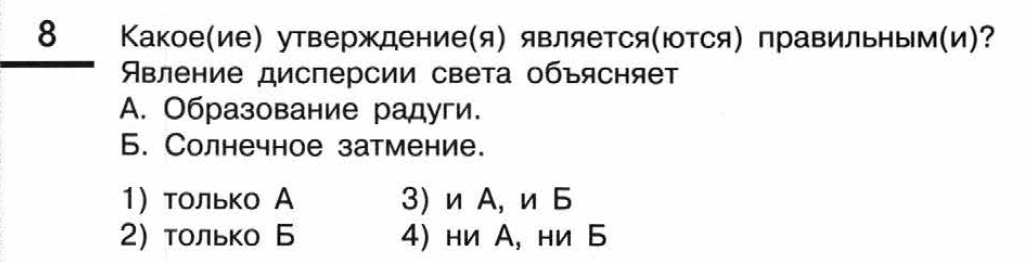 8 Какое(ие) утверждение(я) является(ются) правильным(и)?
Явление дисперсии света объясняет
А. Образование радуги.
Б. Солнечное затмение.
1) только А 3) и А, и Б
2) только Б 4) ни А, ни Б